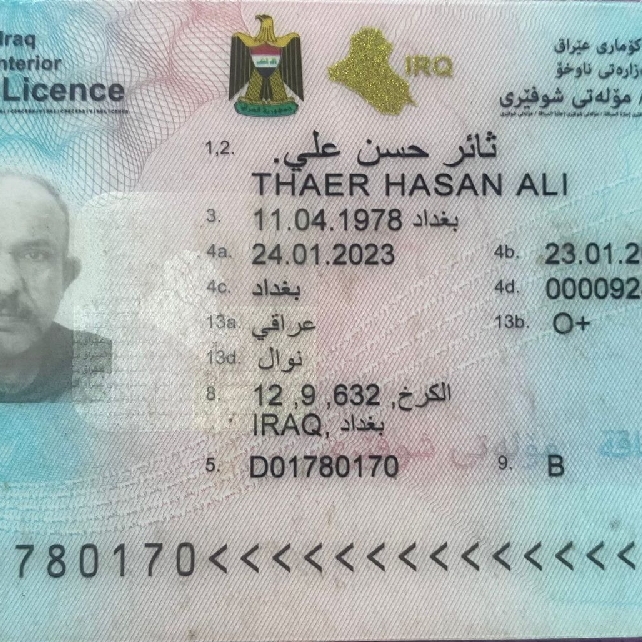 Iraq
Interior
Licence
IRQ
كۆماری عێراق
وزارەتی ناوخۆ
مۆڵەتی شوفێری
1,2. ثائر حسن علي.
THAER HASAN ALI
3. 11.04.1978 بغداد
4a. 24.01.2023 4b. 23.01.2
4c. بغداد 4d. 000092
13a. عراقي 13b. O+
13d. نوال
8. الكرخ, 632, 9, 12
IRAQ, بغداد
5. D01780170 9. B
780170<<<<<<<<<<<<<<